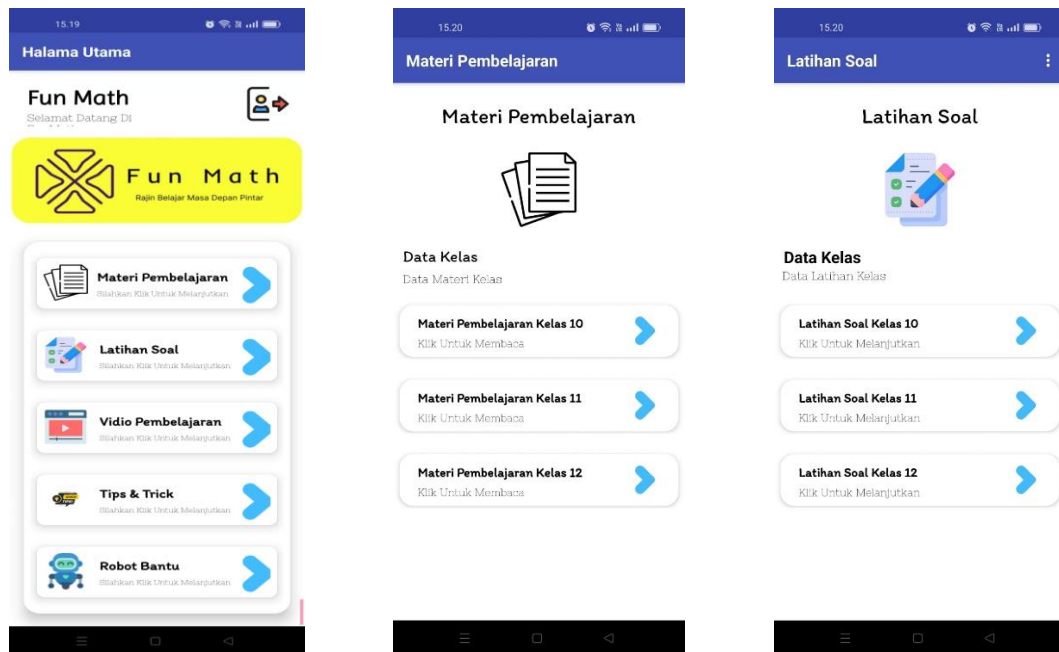 15.19
Halama Utama
Fun Math
Selamat Datang Di
Fun Math
Rajin Belajar Masa Depan Pintar
Materi Pembelajaran
Silahkan Klik Untuk Melanjutkan
Latihan Soal
Silahkan Klik Untuk Melanjutkan
Vidio Pembelajaran
Silahkan Klik Untuk Melanjutkan
Tips & Trick
Silahkan Klik Untuk Melanjutkan
Robot Bantu
Silahkan Klik Untuk Melanjutkan
15.20
Materi Pembelajaran
Materi Pembelajaran
Data Kelas
Data Materi Kelas
Materi Pembelajaran Kelas 10
Klik Untuk Membaca
Materi Pembelajaran Kelas 11
Klik Untuk Membaca
Materi Pembelajaran Kelas 12
Klik Untuk Membaca
15.20
Latihan Soal
Latihan Soal
Data Kelas
Data Latihan Kelas
Latihan Soal Kelas 10
Klik Untuk Melanjutkan
Latihan Soal Kelas 11
Klik Untuk Melanjutkan
Latihan Soal Kelas 12
Klik Untuk Melanjutkan